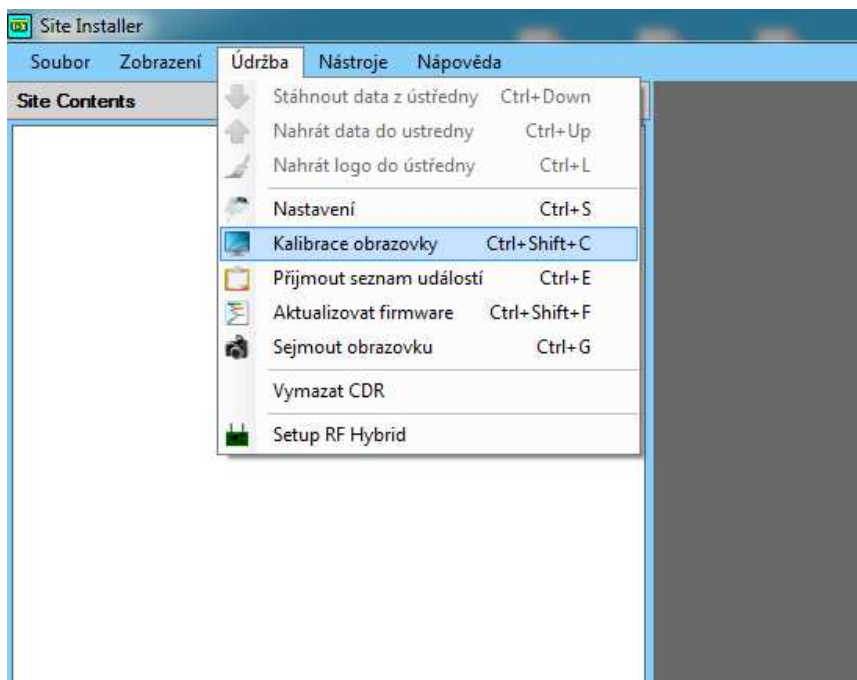 Site Installer
Soubor Zobrazení Údržba Nástroje Nápověda
Site Contents
Stáhnout data z ústředny Ctrl+Down
Nahrát data do ustredny Ctrl+Up
Nahrát logo do ústředny Ctrl+L
Nastavení Ctrl+S
Kalibrace obrazovky Ctrl+Shift+C
Přijmout seznam událostí Ctrl+E
Aktualizovat firmware Ctrl+Shift+F
Sejmout obrazovku Ctrl+G
Vymazat CDR
Setup RF Hybrid